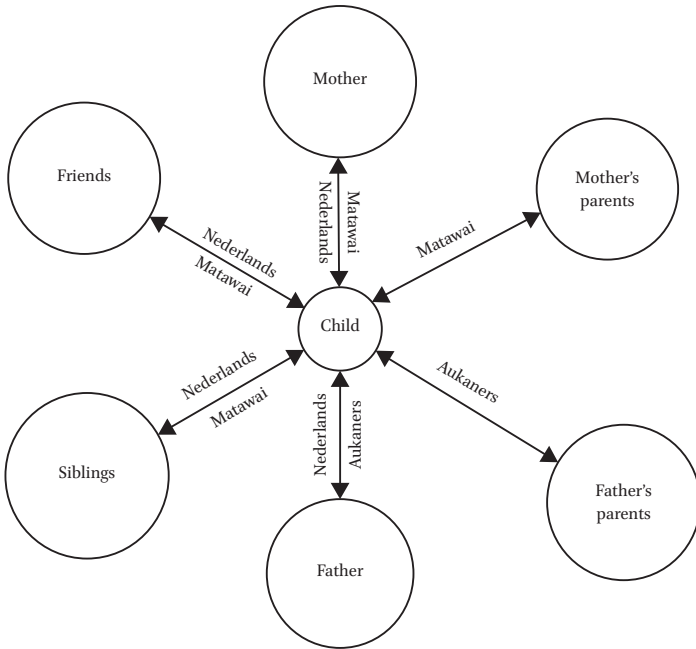 Mother
Friends
Mother's
parents
Nederlands
Matawai
Nederlands
Matawai
Matawai
Child
Nederlands
Matawai
Nederlands
Aukaners
Aukaners
Siblings
Father's
parents
Father